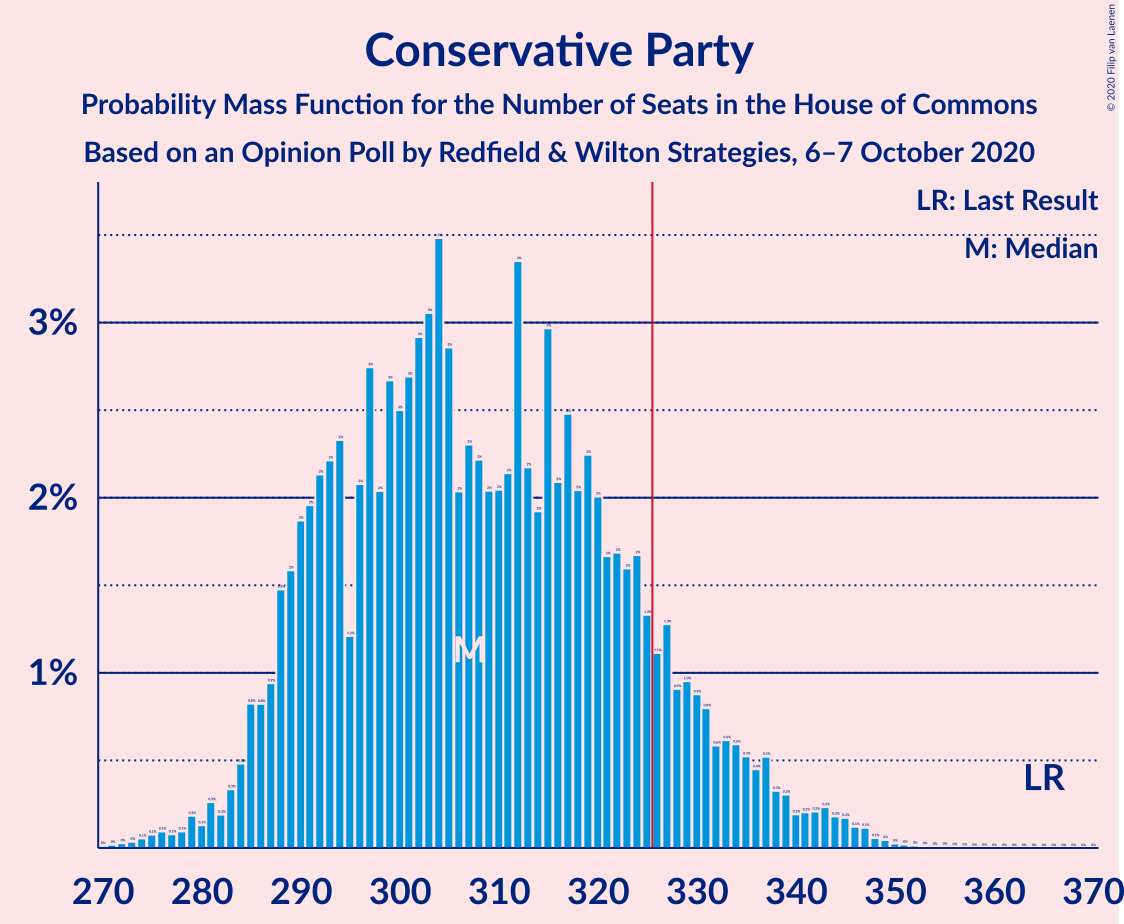 Conservative Party
Probability Mass Function for the Number of Seats in the House of Commons
Based on an Opinion Poll by Redfield & Wilton Strategies, 6–7 October 2020
© 2020 Filip van Laenen
LR: Last Result
M: Median
3%
2%
1%
M
LR
270 280 290 300 310 320 330 340 350 360 370